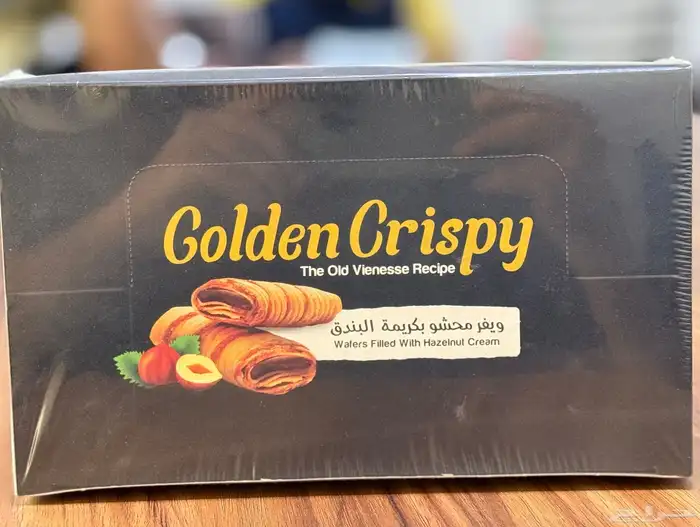 Golden Crispy
The Old Vienesse Recipe
ويفر محشو بكريمة البندق
Wafers Filled With Hazelnut Cream